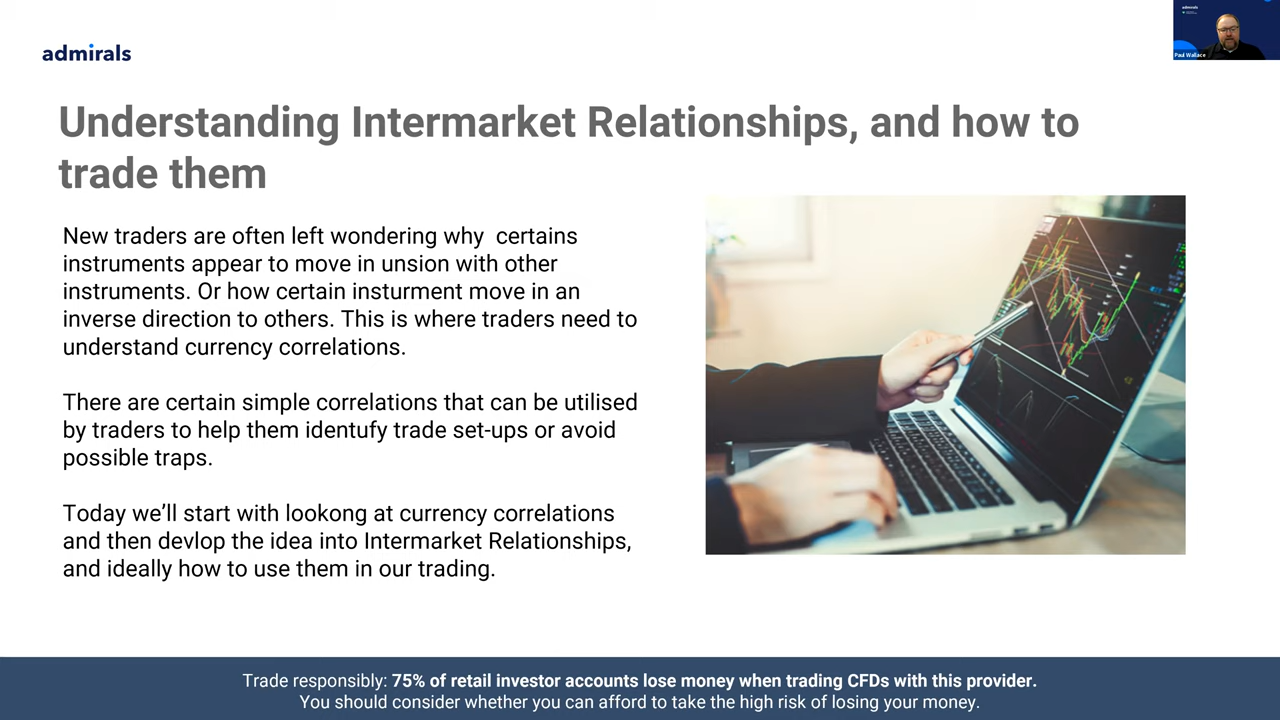 admirals
admirals
Paul Wallace
Understanding Intermarket Relationships, and how to
trade them
New traders are often left wondering why  certains
instruments appear to move in unsion with other
instruments. Or how certain insturment move in an
inverse direction to others. This is where traders need to
understand currency correlations.
There are certain simple correlations that can be utilised
by traders to help them identufy trade set-ups or avoid
possible traps.
Today we’ll start with lookong at currency correlations
and then devlop the idea into Intermarket Relationships,
and ideally how to use them in our trading.
Trade responsibly: 75% of retail investor accounts lose money when trading CFDs with this provider.
You should consider whether you can afford to take the high risk of losing your money.